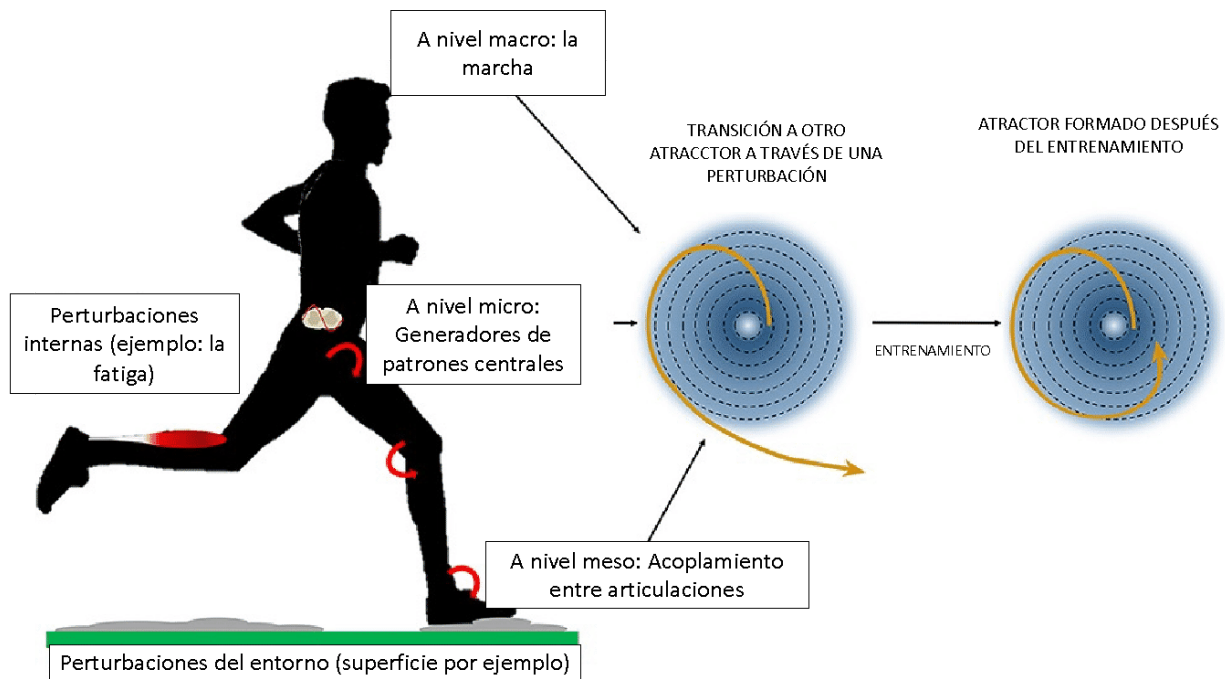 A nivel macro: la
marcha
TRANSICIÓN A OTRO
ATRACCTOR A TRAVÉS DE UNA
PERTURBACIÓN
ATRACTOR FORMADO DESPUÉS
DEL ENTRENAMIENTO
Perturbaciones
internas (ejemplo: la
fatiga)
A nivel micro:
Generadores de
patrones centrales
ENTRENAMIENTO
A nivel meso: Acoplamiento
entre articulaciones
Perturbaciones del entorno (superficie por ejemplo)